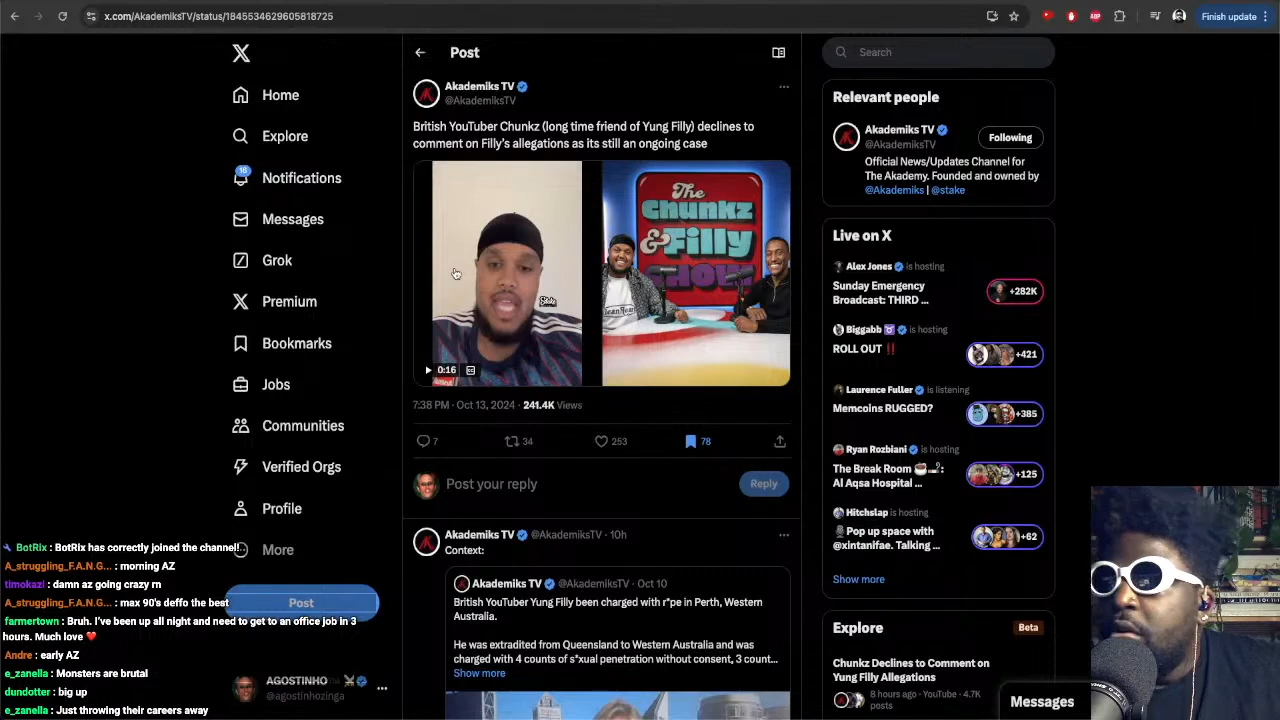 x.com/AkademiksTV/status/1845534629605818725
Finish update
Home
Explore
18
Notifications
Messages
Grok
Premium
Bookmarks
Jobs
Communities
Verified Orgs
Profile
More
Post
AGOSTINHO
@agostinhozinga
Post
Akademiks TV
@AkademiksTV
British YouTuber Chunkz (long time friend of Yung Filly) declines to
comment on Filly's allegations as its still an ongoing case
Stake
The
Chunkz
& Filly
SHOW
0:16
7:38 PM · Oct 13, 2024 · 241.4K Views
7
34
253
78
Post your reply
Reply
Akademiks TV @AkademiksTV · 10h
Context:
Akademiks TV @AkademiksTV · Oct 10
British YouTuber Yung Filly been charged with r*pe in Perth, Western
Australia.
He was extradited from Queensland to Western Australia and was
charged with 4 counts of s*xual penetration without consent, 3 count...
Show more
Search
Relevant people
Akademiks TV
@AkademiksTV
Following
Official News/Updates Channel for
The Akademy. Founded and owned by
@Akademiks | @stake
Live on X
Alex Jones is hosting
Sunday Emergency
Broadcast: THIRD ...
+282K
Biggabb is hosting
ROLL OUT ‼️
+421
Laurence Fuller is listening
Memcoins RUGGED?
+385
Ryan Rozbiani is hosting
The Break Room
Al Aqsa Hospital ...
+125
Hitchslap is hosting
Pop up space with
@xintanifae. Talking ...
+62
Show more
Explore
Beta
Chunkz Declines to Comment on
Yung Filly Allegations
8 hours ago · YouTube · 4.7K
posts
Messages
BotRix : BotRix has correctly joined the channel!
A_struggling_F.A.N.G... : morning AZ
timokazi : damn az going crazy rn
A_struggling_F.A.N.G... : max 90's deffo the best
farmertown : Bruh. I've been up all night and need to get to an office job in 3
hours. Much love ❤️
Andre : early AZ
e_zanella : Monsters are brutal
dundotter : big up
e_zanella : Just throwing their careers away